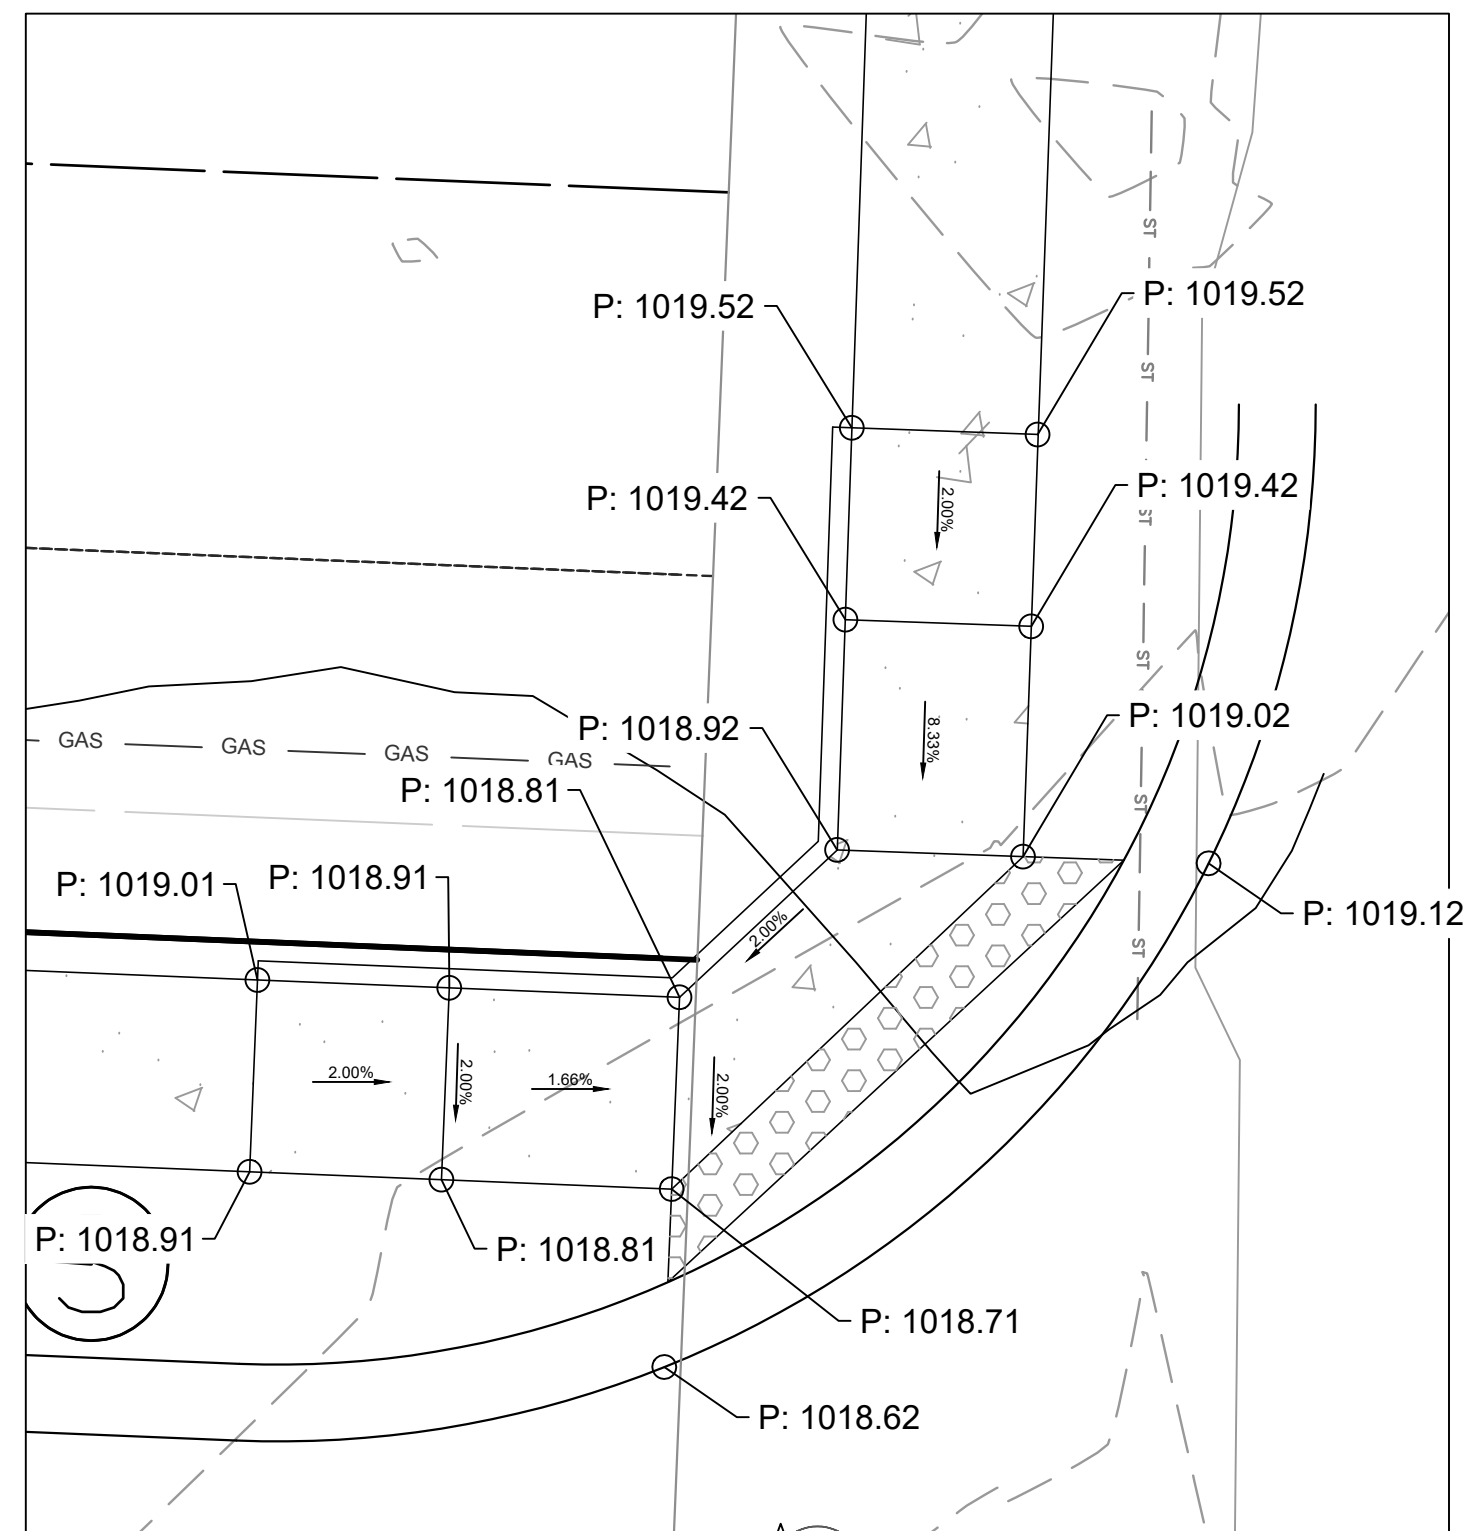 ST
P: 1019.52
P: 1019.52
ST
P: 1019.42
P: 1019.42
2.00%
ST
ST
P: 1018.92
P: 1019.02
8.33%
GAS
GAS
GAS
GAS
P: 1018.81
ST
P: 1019.01
P: 1018.91
P: 1019.12
2.00%
ST
2.00%
2.00%
1.66%
2.00%
P: 1018.91
P: 1018.81
P: 1018.71
P: 1018.62